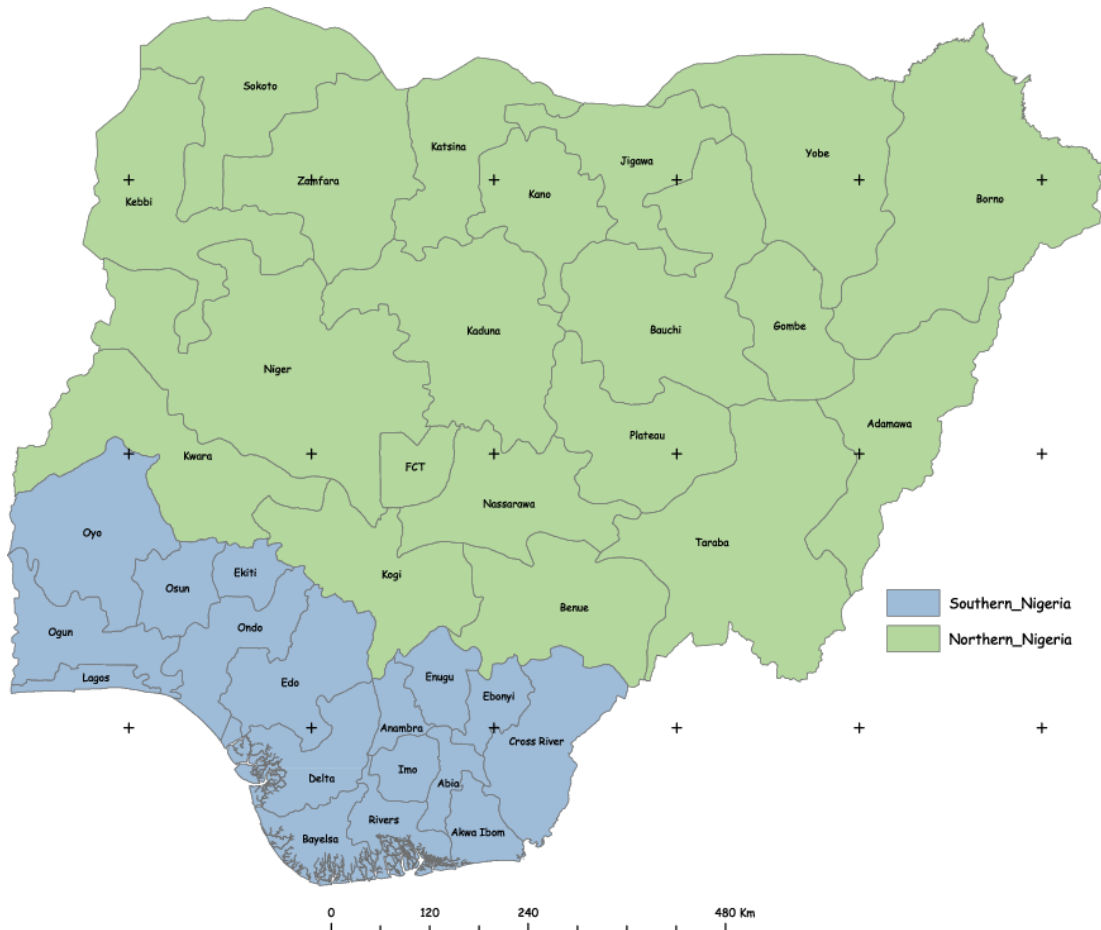 Sokoto
Katsina
Yobe
Jigawa
Zamfara
Kano
Kebbi
Borno
Kaduna
Bauchi
Gombe
Niger
Adamawa
Plateau
Kwara
FCT
Nassarawa
Oyo
Taraba
Kogi
Ekiti
Osun
Benue
Southern_Nigeria
Ogun
Ondo
Northern_Nigeria
Lagos
Edo
Enugu
Ebonyi
Anambra
Cross River
Imo
Delta
Abia
Rivers
Bayelsa
Akwa Ibom
0 120 240 480 Km